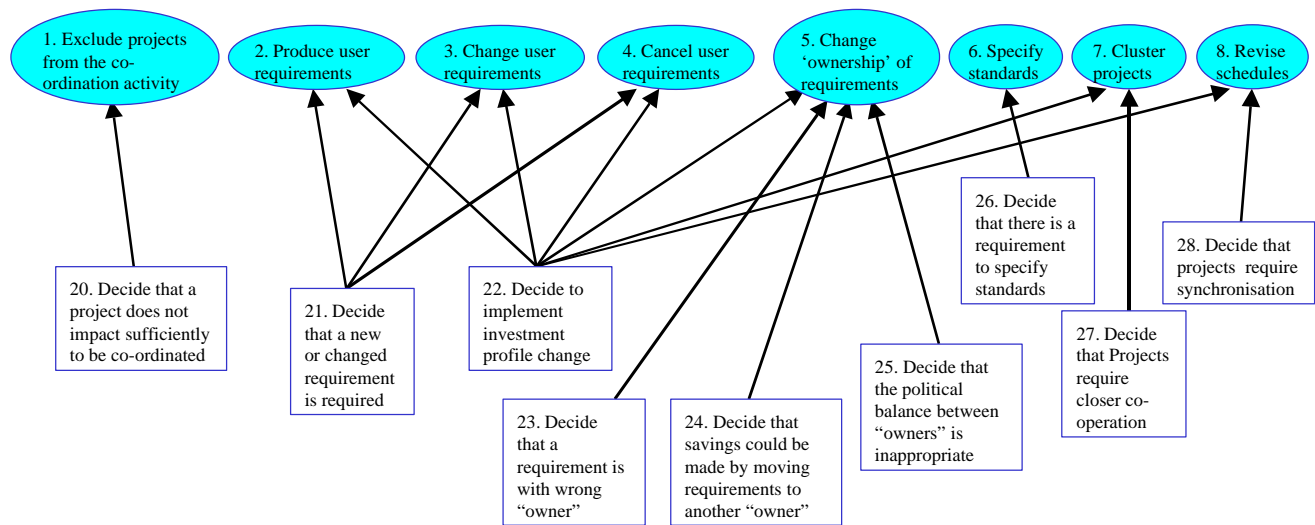 1. Exclude projects
from the co-
ordination activity
2. Produce user
requirements
3. Change user
requirements
4. Cancel user
requirements
5. Change
‘ownership’ of
requirements
6. Specify
standards
7. Cluster
projects
8. Revise
schedules
20. Decide that a
project does not
impact sufficiently
to be co-ordinated
21. Decide
that a new
or changed
requirement
is required
22. Decide to
implement
investment
profile change
23. Decide
that a
requirement is
with wrong
“owner”
24. Decide that
savings could be
made by moving
requirements to
another “owner”
25. Decide that
the political
balance between
“owners” is
inappropriate
26. Decide
that there is a
requirement
to specify
standards
27. Decide
that Projects
require
closer co-
operation
28. Decide that
projects require
synchronisation